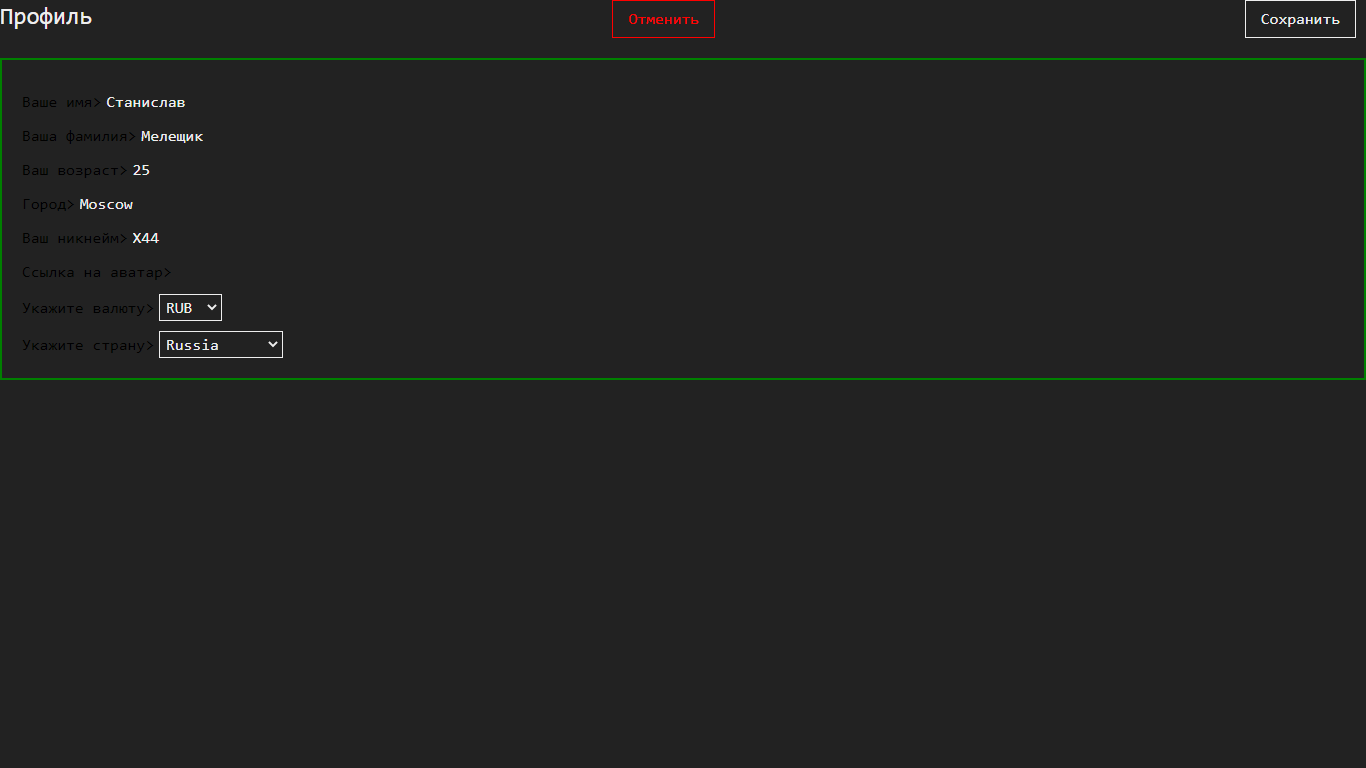 Профиль
Отменить
Сохранить
Ваше имя> Станислав
Ваша фамилия> Мелещик
Ваш возраст> 25
Город> Moscow
Ваш никнейм> X44
Ссылка на аватар>
Укажите валюту> RUB
Укажите страну> Russia